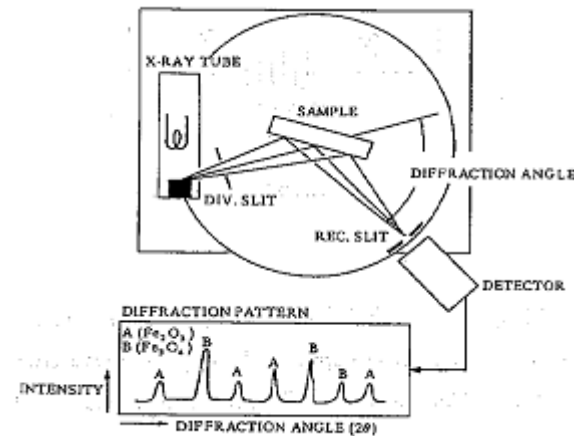 X-RAY TUBE
SAMPLE
DIFFRACTION ANGLE
DIV. SLIT
REC. SLIT
DETECTOR
DIFFRACTION PATTERN
A (Fe₂O₃)
B (Fe₃O₄)
A B A A B B A
INTENSITY
DIFFRACTION ANGLE (2θ)